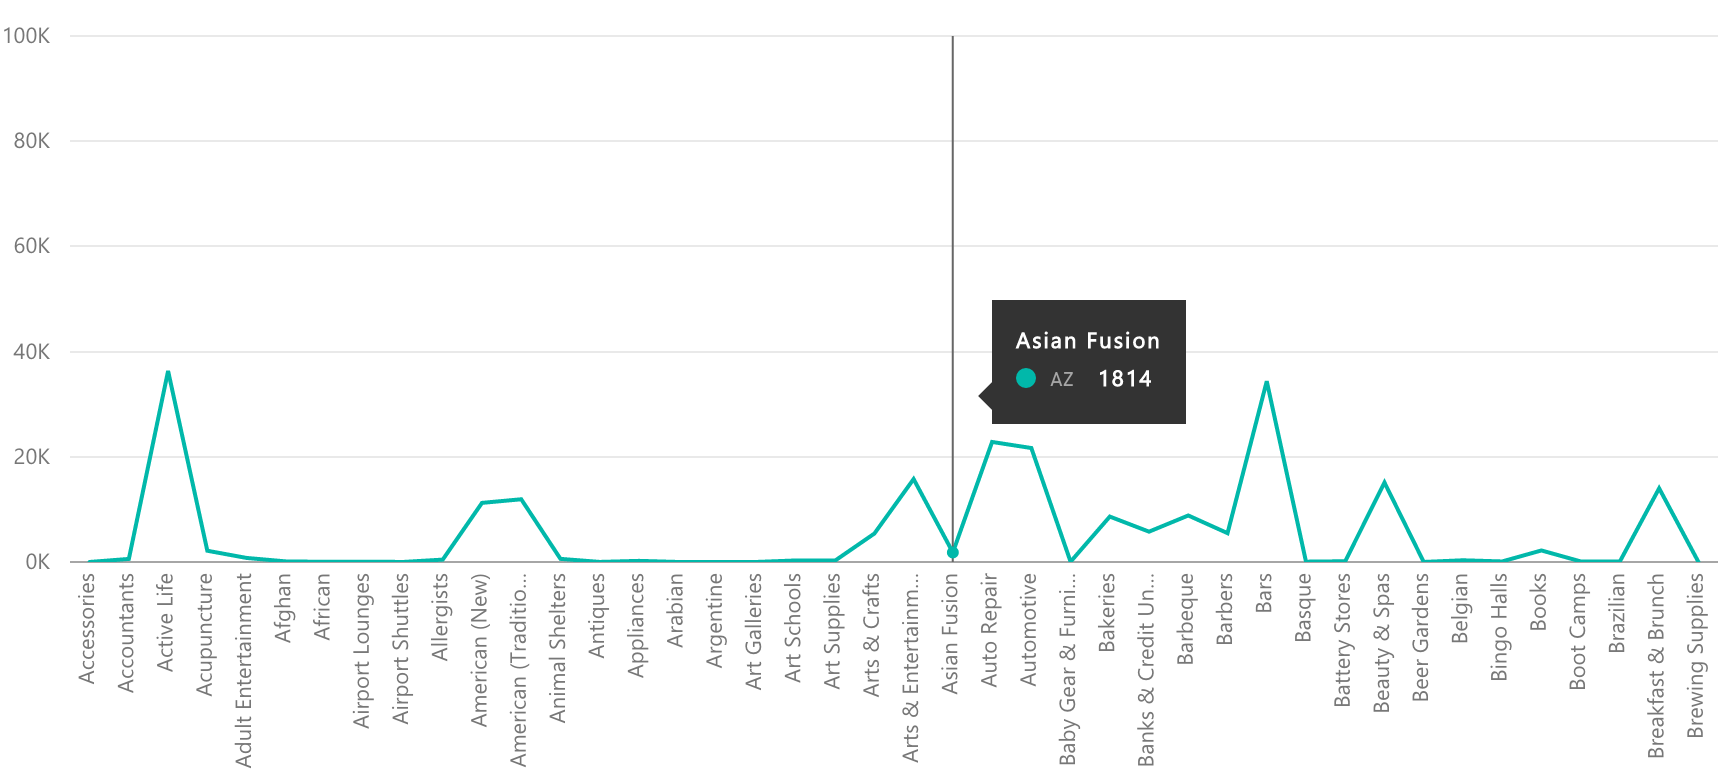 100K
80K
60K
40K
20K
0K
Asian Fusion
AZ 1814
Accessories
Accountants
Active Life
Acupuncture
Adult Entertainment
Afghan
African
Airport Lounges
Airport Shuttles
Allergists
American (New)
American (Traditio...
Animal Shelters
Antiques
Appliances
Arabian
Argentine
Art Galleries
Art Schools
Art Supplies
Arts & Crafts
Arts & Entertainm...
Asian Fusion
Auto Repair
Automotive
Baby Gear & Furni...
Bakeries
Banks & Credit Un...
Barbeque
Barbers
Bars
Basque
Battery Stores
Beauty & Spas
Beer Gardens
Belgian
Bingo Halls
Books
Boot Camps
Brazilian
Breakfast & Brunch
Brewing Supplies